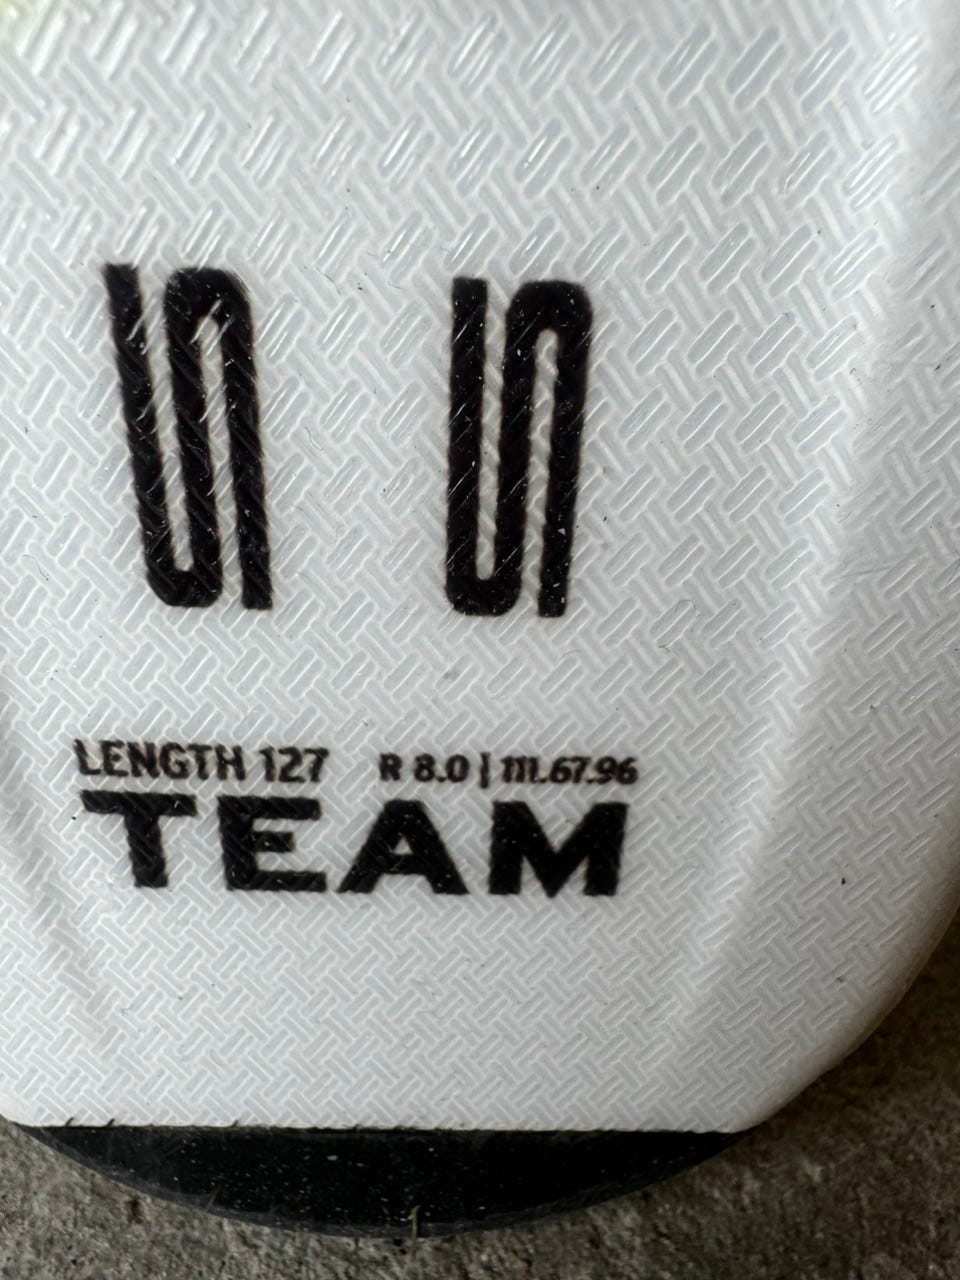 S S
LENGTH 127 R 8.0 | 111.67.96
TEAM